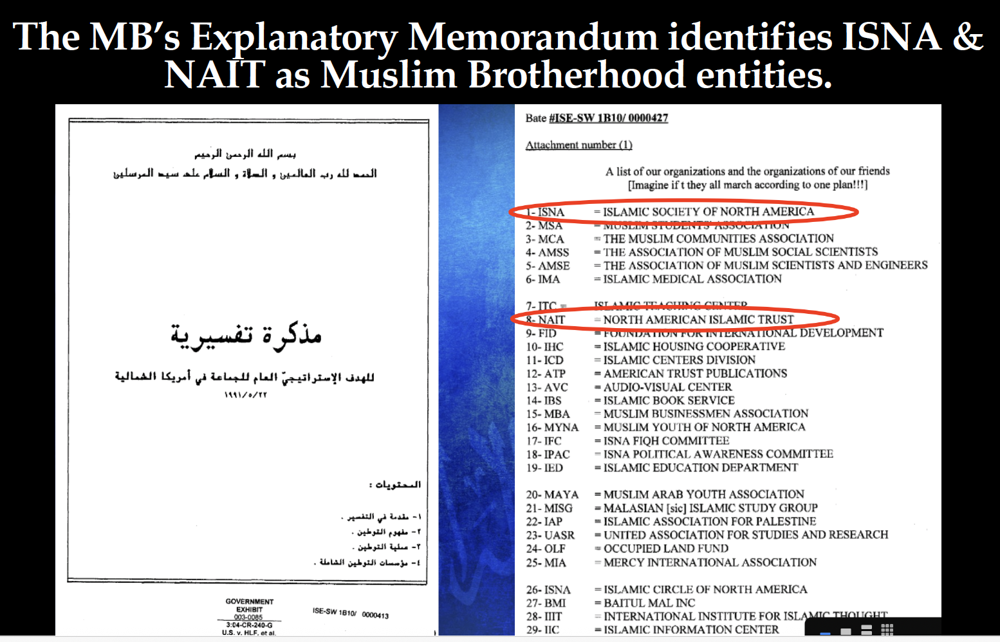 The MB’s Explanatory Memorandum identifies ISNA &
NAIT as Muslim Brotherhood entities.
بسم الله الرحمن الرحيم
الحمد لله رب العالمين و الصلاة و السلام على سيد المرسلين
مذكرة تفسيرية
للهدف الإستراتيجيّ العام للجماعة في أمريكا الشمالية
١٩٩١/٥/٢٢
المحتويات :
١- مقدمة في التفسير .
٢- مفهوم التوطين .
٣- عملية التوطين .
٤- مؤسسات التوطين الشاملة .
GOVERNMENT
EXHIBIT
003-0085
3:04-CR-240-G
U.S. v. HLF, et al.
ISE-SW 1B10/ 0000413
Bate #ISE-SW 1B10/ 0000427
Attachment number (1)
A list of our organizations and the organizations of our friends
[Imagine if t they all march according to one plan!!!]
1- ISNA = ISLAMIC SOCIETY OF NORTH AMERICA
2- MSA = MUSLIM STUDENTS' ASSOCIATION
3- MCA = THE MUSLIM COMMUNITIES ASSOCIATION
4- AMSS = THE ASSOCIATION OF MUSLIM SOCIAL SCIENTISTS
5- AMSE = THE ASSOCIATION OF MUSLIM SCIENTISTS AND ENGINEERS
6- IMA = ISLAMIC MEDICAL ASSOCIATION
7- ITC = ISLAMIC TEACHING CENTER
8- NAIT = NORTH AMERICAN ISLAMIC TRUST
9- FID = FOUNDATION FOR INTERNATIONAL DEVELOPMENT
10- IHC = ISLAMIC HOUSING COOPERATIVE
11- ICD = ISLAMIC CENTERS DIVISION
12- ATP = AMERICAN TRUST PUBLICATIONS
13- AVC = AUDIO-VISUAL CENTER
14- IBS = ISLAMIC BOOK SERVICE
15- MBA = MUSLIM BUSINESSMEN ASSOCIATION
16- MYNA = MUSLIM YOUTH OF NORTH AMERICA
17- IFC = ISNA FIQH COMMITTEE
18- IPAC = ISNA POLITICAL AWARENESS COMMITTEE
19- IED = ISLAMIC EDUCATION DEPARTMENT
20- MAYA = MUSLIM ARAB YOUTH ASSOCIATION
21- MISG = MALASIAN [sic] ISLAMIC STUDY GROUP
22- IAP = ISLAMIC ASSOCIATION FOR PALESTINE
23- UASR = UNITED ASSOCIATION FOR STUDIES AND RESEARCH
24- OLF = OCCUPIED LAND FUND
25- MIA = MERCY INTERNATIONAL ASSOCIATION
26- ISNA = ISLAMIC CIRCLE OF NORTH AMERICA
27- BMI = BAITUL MAL INC
28- IIIT = INTERNATIONAL INSTITUTE FOR ISLAMIC THOUGHT
29- IIC = ISLAMIC INFORMATION CENTER